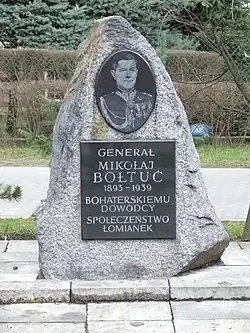 GENERAŁ
MIKOŁAJ
BOŁTUĆ
1893-1939
BOHATERSKIEMU
DOWÓDCY
SPOŁECZEŃSTWO
ŁOMIANEK